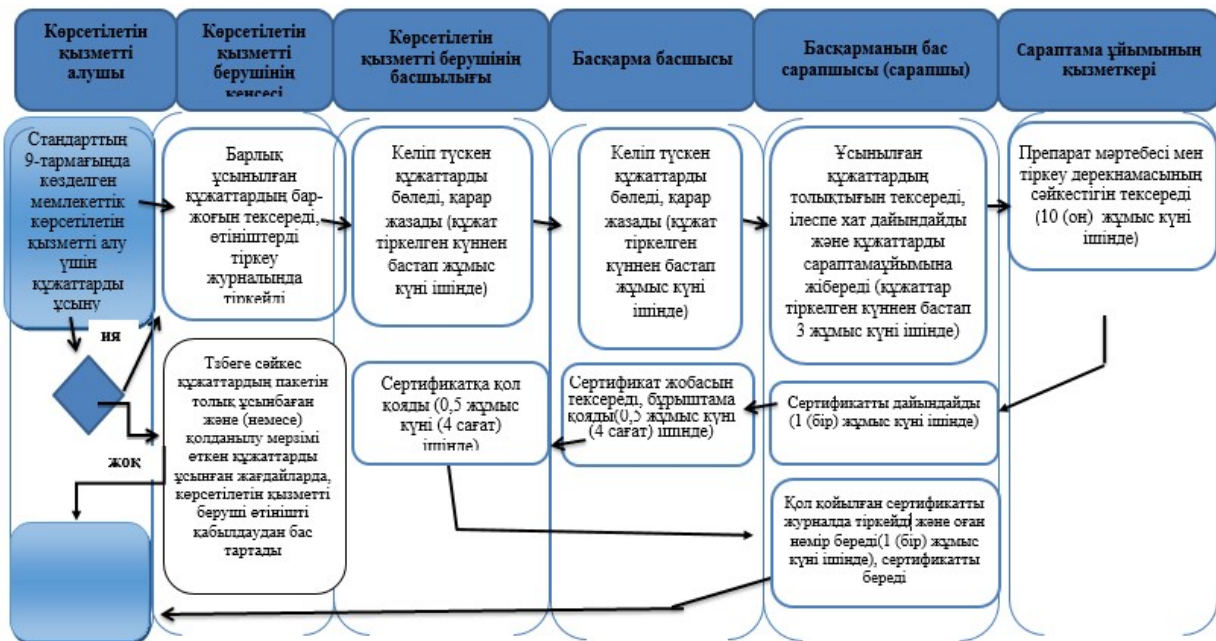 Көрсетілетін
қызметті
алушы
Көрсетілетін
қызметті
берушінің
кеңсесі
Көрсетілетін
қызметті берушінің
басшылығы
Басқарма басшысы
Басқарманың бас
сарапшысы (сарапшы)
Сараптама ұйымының
қызметкері
Стандарттың
9-тармағында
көзделген
мемлекеттік
көрсетілетін
қызметті алу
үшін
құжаттарды
ұсыну
Барлық
ұсынылған
құжаттардың бар-
жоғын тексереді,
өтініштерді
тіркеу
журналында
тіркейді
Келіп түскен
құжаттарды
бөледі, қарар
жазады (құжат
тіркелген күннен
бастап жұмыс
күні ішінде)
Келіп түскен
құжаттарды
бөледі, қарар
жазады (құжат
тіркелген
күннен бастап
жұмыс күні
ішінде)
Ұсынылған
құжаттардың
толықтығын тексереді,
ілеспе хат дайындайды
және құжаттарды
сараптамаұйымына
жібереді (құжаттар
тіркелген күннен бастап
3 жұмыс күні ішінде)
Препарат мәртебесі мен
тіркеу дерекнамасының
сәйкестігін тексереді
(10 (он) жұмыс күні
ішінде)
ия
жоқ
Тзбеге сәйкес
құжаттардың пакетін
толық ұсынбаған
және (немесе)
қолданылу мерзімі
өткен құжаттарды
ұсынған жағдайларда,
көрсетілетін қызметті
беруші өтінішті
қабылдаудан бас
тартады
Сертификатқа қол
қояды (0,5 жұмыс
күні (4 сағат)
ішінде)
Сертификат жобасын
тексереді, бұрыштама
қояды(0,5 жұмыс күні
(4 сағат) ішінде)
Сертификатты дайындайды
(1 (бір) жұмыс күні ішінде)
Қол қойылған сертификатты
журналда тіркейді және оған
нөмір береді(1 (бір) жұмыс
күні ішінде), сертификатты
береді